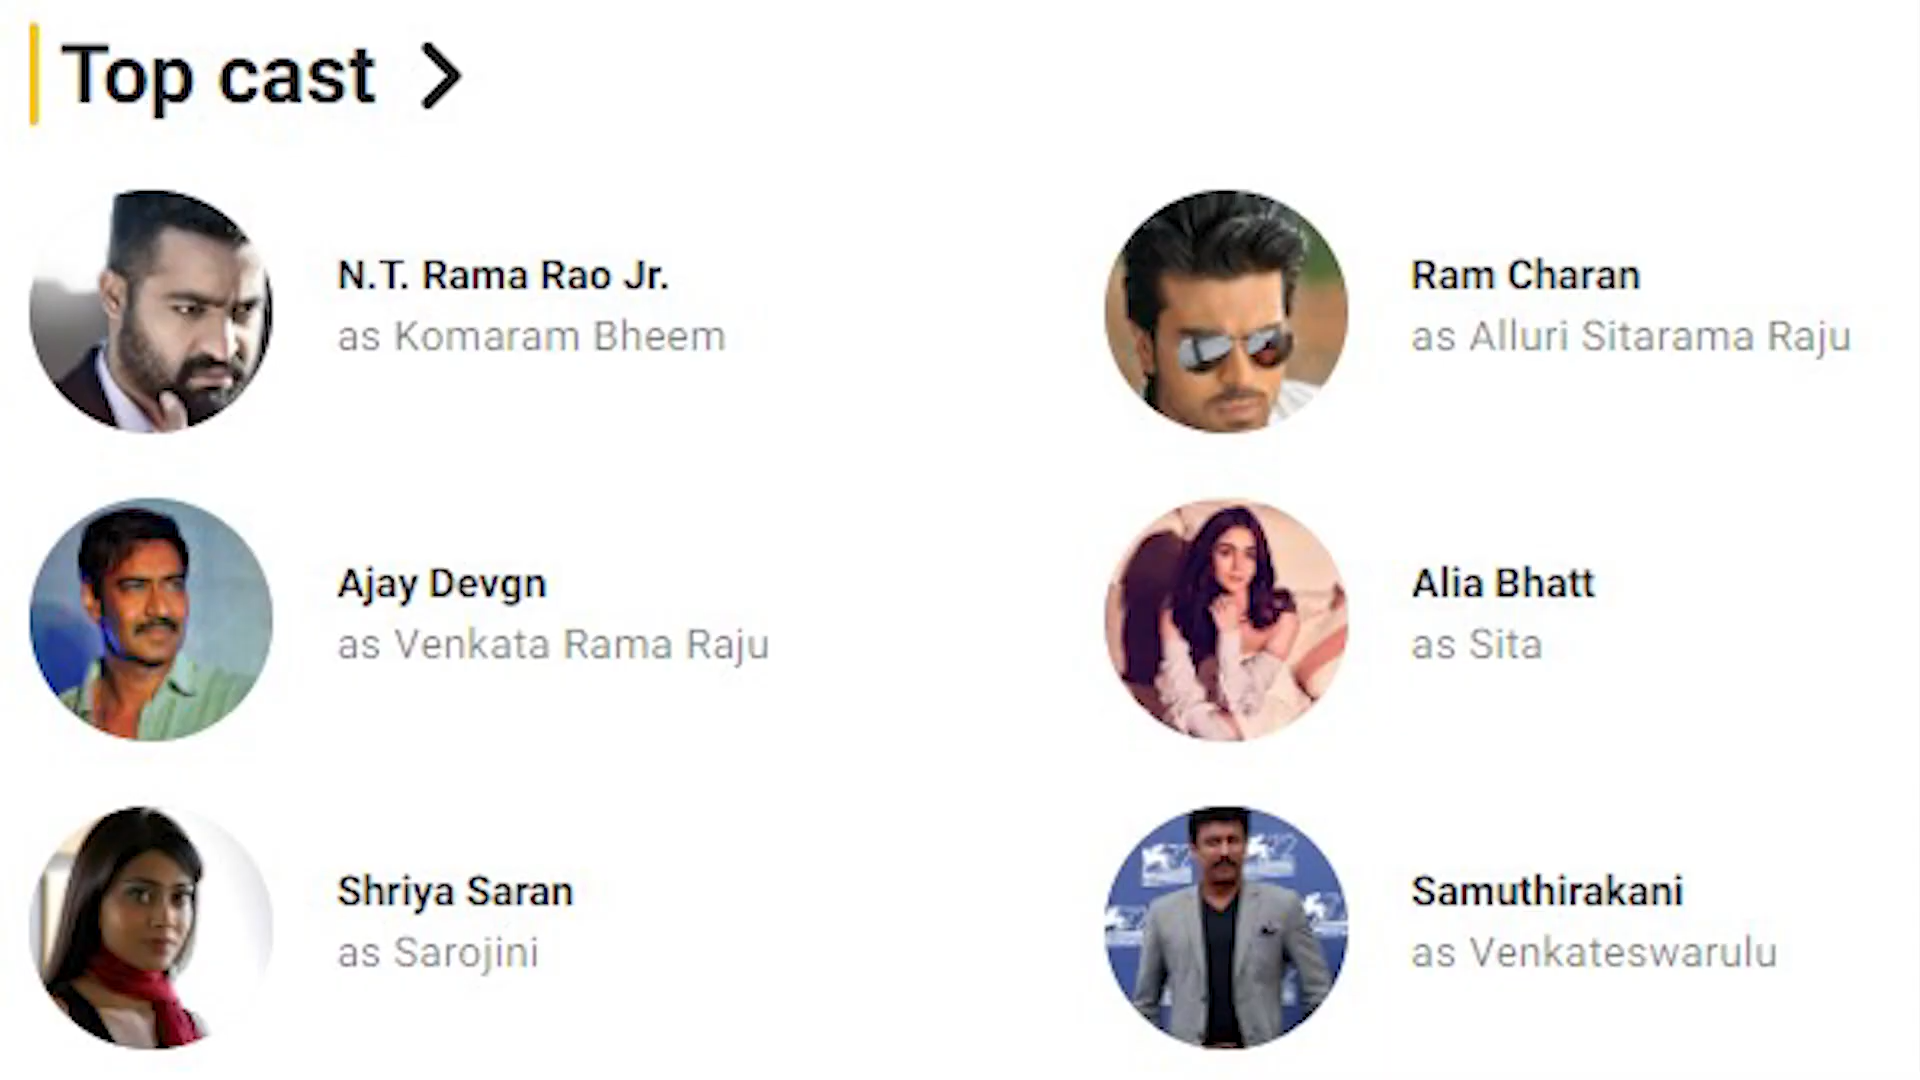 Top cast
N.T. Rama Rao Jr.
as Komaram Bheem
Ram Charan
as Alluri Sitarama Raju
Ajay Devgn
as Venkata Rama Raju
Alia Bhatt
as Sita
Shriya Saran
as Sarojini
Samuthirakani
as Venkateswarulu